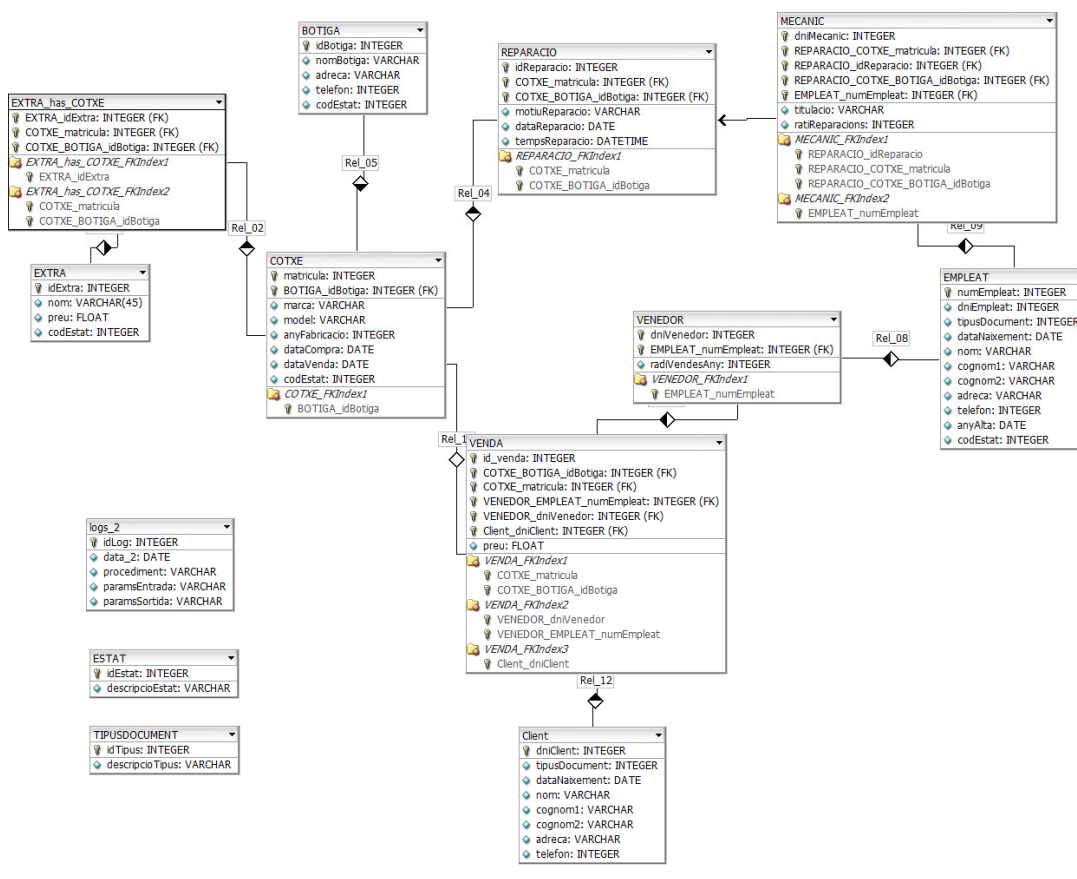 BOTIGA
idBotiga: INTEGER
nomBotiga: VARCHAR
adreca: VARCHAR
telefon: INTEGER
codEstat: INTEGER
REPARACIO
idReparacio: INTEGER
COTXE_matricula: INTEGER (FK)
COTXE_BOTIGA_idBotiga: INTEGER (FK)
motiuReparacio: VARCHAR
dataReparacio: DATE
tempsReparacio: DATETIME
REPARACIO_FKIndex1
COTXE_matricula
COTXE_BOTIGA_idBotiga
MECANIC
dniMecanic: INTEGER
REPARACIO_COTXE_matricula: INTEGER (FK)
REPARACIO_idReparacio: INTEGER (FK)
REPARACIO_COTXE_BOTIGA_idBotiga: INTEGER (FK)
EMPLEAT_numEmpleat: INTEGER (FK)
titulacio: VARCHAR
ratiReparacions: INTEGER
MECANIC_FKIndex1
REPARACIO_idReparacio
REPARACIO_COTXE_matricula
REPARACIO_COTXE_BOTIGA_idBotiga
MECANIC_FKIndex2
EMPLEAT_numEmpleat
EXTRA_has_COTXE
EXTRA_idExtra: INTEGER (FK)
COTXE_matricula: INTEGER (FK)
COTXE_BOTIGA_idBotiga: INTEGER (FK)
EXTRA_has_COTXE_FKIndex1
EXTRA_idExtra
EXTRA_has_COTXE_FKIndex2
COTXE_matricula
COTXE_BOTIGA_idBotiga
Rel_05
Rel_04
Rel_02
Rel_09
EXTRA
idExtra: INTEGER
nom: VARCHAR(45)
preu: FLOAT
codEstat: INTEGER
COTXE
matricula: INTEGER
BOTIGA_idBotiga: INTEGER (FK)
marca: VARCHAR
model: VARCHAR
anyFabricacio: INTEGER
dataCompra: DATE
dataVenda: DATE
codEstat: INTEGER
COTXE_FKIndex1
BOTIGA_idBotiga
EMPLEAT
numEmpleat: INTEGER
dniEmpleat: INTEGER
tipusDocument: INTEGER
dataNaixement: DATE
nom: VARCHAR
cognom1: VARCHAR
cognom2: VARCHAR
adreca: VARCHAR
telefon: INTEGER
anyAlta: DATE
codEstat: INTEGER
VENEDOR
dniVenedor: INTEGER
EMPLEAT_numEmpleat: INTEGER (FK)
radiVendesAny: INTEGER
VENEDOR_FKIndex1
EMPLEAT_numEmpleat
Rel_08
Rel_1
VENDA
id_venda: INTEGER
COTXE_BOTIGA_idBotiga: INTEGER (FK)
COTXE_matricula: INTEGER (FK)
VENEDOR_EMPLEAT_numEmpleat: INTEGER (FK)
VENEDOR_dniVenedor: INTEGER (FK)
Client_dniClient: INTEGER (FK)
preu: FLOAT
VENDA_FKIndex1
COTXE_matricula
COTXE_BOTIGA_idBotiga
VENDA_FKIndex2
VENEDOR_dniVenedor
VENEDOR_EMPLEAT_numEmpleat
VENDA_FKIndex3
Client_dniClient
logs_2
idLog: INTEGER
data_2: DATE
procediment: VARCHAR
paramsEntrada: VARCHAR
paramsSortida: VARCHAR
ESTAT
idEstat: INTEGER
descripcioEstat: VARCHAR
TIPUSDOCUMENT
idTipus: INTEGER
descripcioTipus: VARCHAR
Rel_12
Client
dniClient: INTEGER
tipusDocument: INTEGER
dataNaixement: DATE
nom: VARCHAR
cognom1: VARCHAR
cognom2: VARCHAR
adreca: VARCHAR
telefon: INTEGER